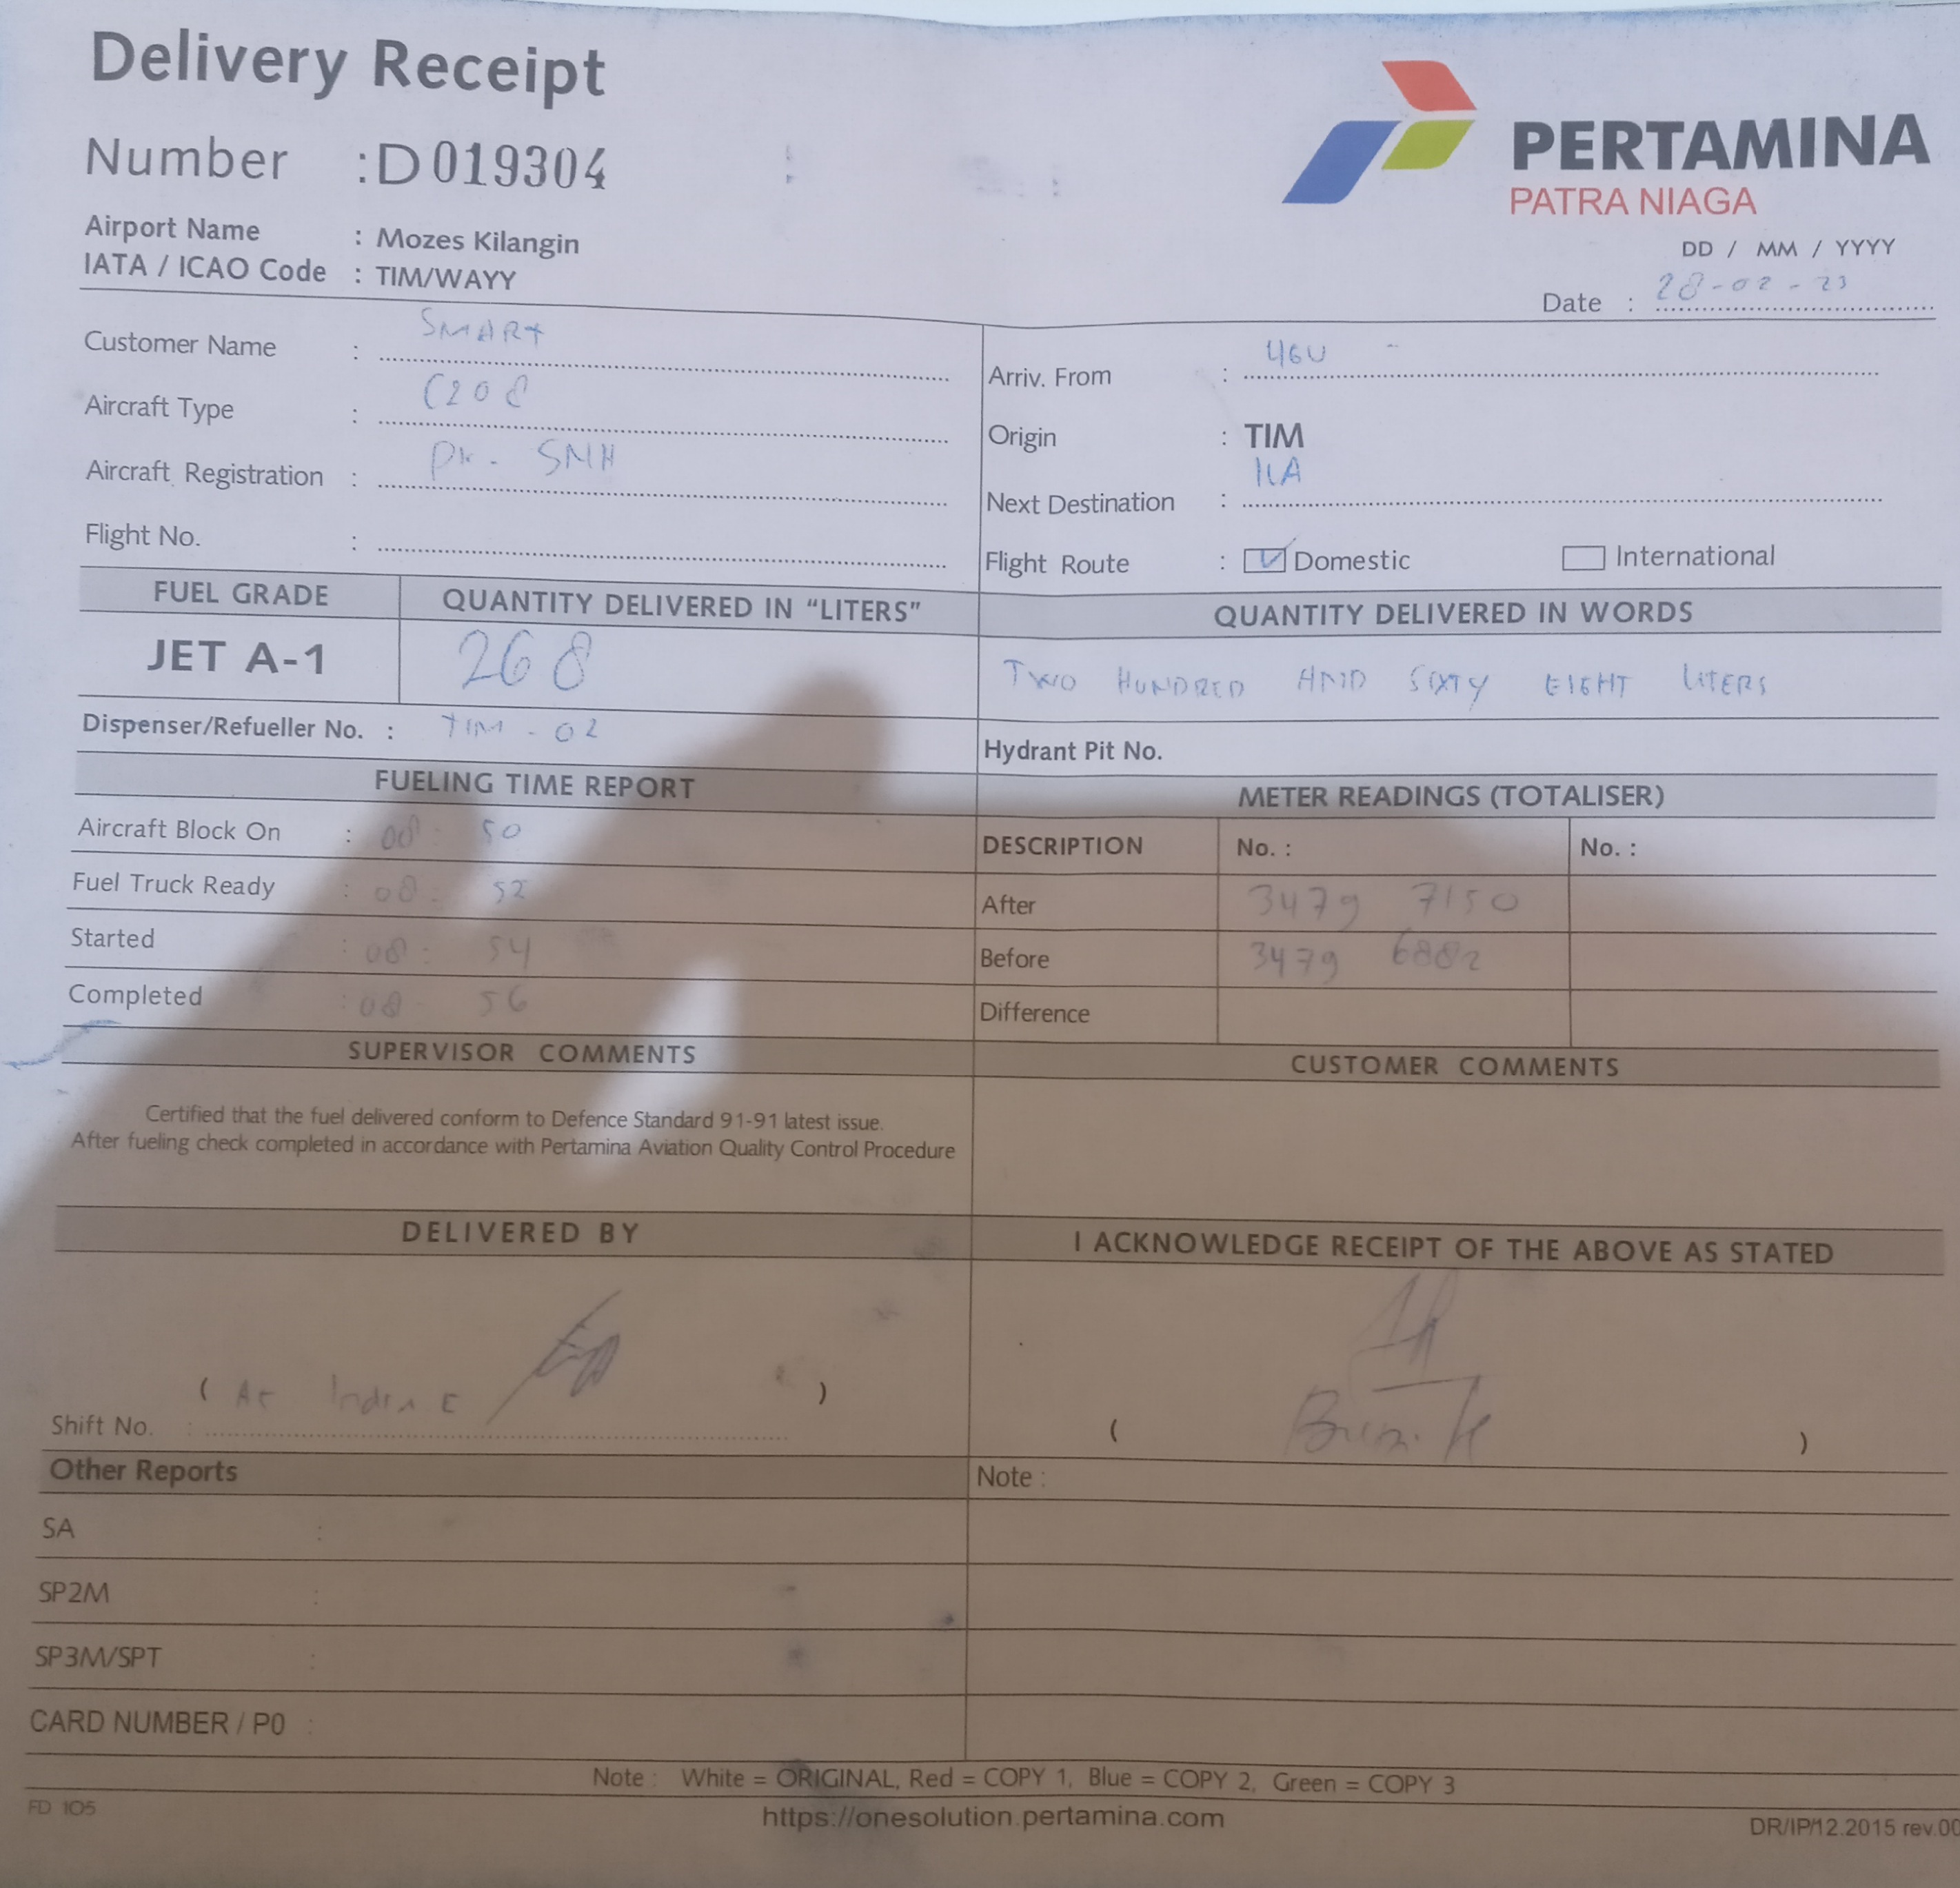 Delivery Receipt
Number : D 019304
PERTAMINA
PATRA NIAGA
Airport Name : Mozes Kilangin
IATA / ICAO Code : TIM/WAYY
DD / MM / YYYY
Date : 28-02-23
Customer Name : SMART
Aircraft Type : C208
Aircraft Registration : PK - SNH
Flight No. :
Arriv. From :
Origin : TIM
Next Destination : ILA
Flight Route : Domestic International
FUEL GRADE QUANTITY DELIVERED IN "LITERS" QUANTITY DELIVERED IN WORDS
JET A-1 268 TWO HUNDRED AND SIXTY EIGHT LITERS
Dispenser/Refueller No. : TIM - 02 Hydrant Pit No.
FUELING TIME REPORT
Aircraft Block On : 08 : 50
Fuel Truck Ready : 08 : 52
Started : 08 : 54
Completed : 08 56
METER READINGS (TOTALISER)
DESCRIPTION No. : No. :
After 3479 7150
Before 3479 6882
Difference
SUPERVISOR COMMENTS CUSTOMER COMMENTS
Certified that the fuel delivered conform to Defence Standard 91-91 latest issue.
After fueling check completed in accordance with Pertamina Aviation Quality Control Procedure
DELIVERED BY
( Indra E )
Shift No. :
I ACKNOWLEDGE RECEIPT OF THE ABOVE AS STATED
( )
Other Reports Note :
SA :
SP2M :
SP3M/SPT :
CARD NUMBER / P0 :
Note : White = ORIGINAL, Red = COPY 1, Blue = COPY 2, Green = COPY 3
https://onesolution.pertamina.com
FD 105 DR/IP/12.2015 rev.00